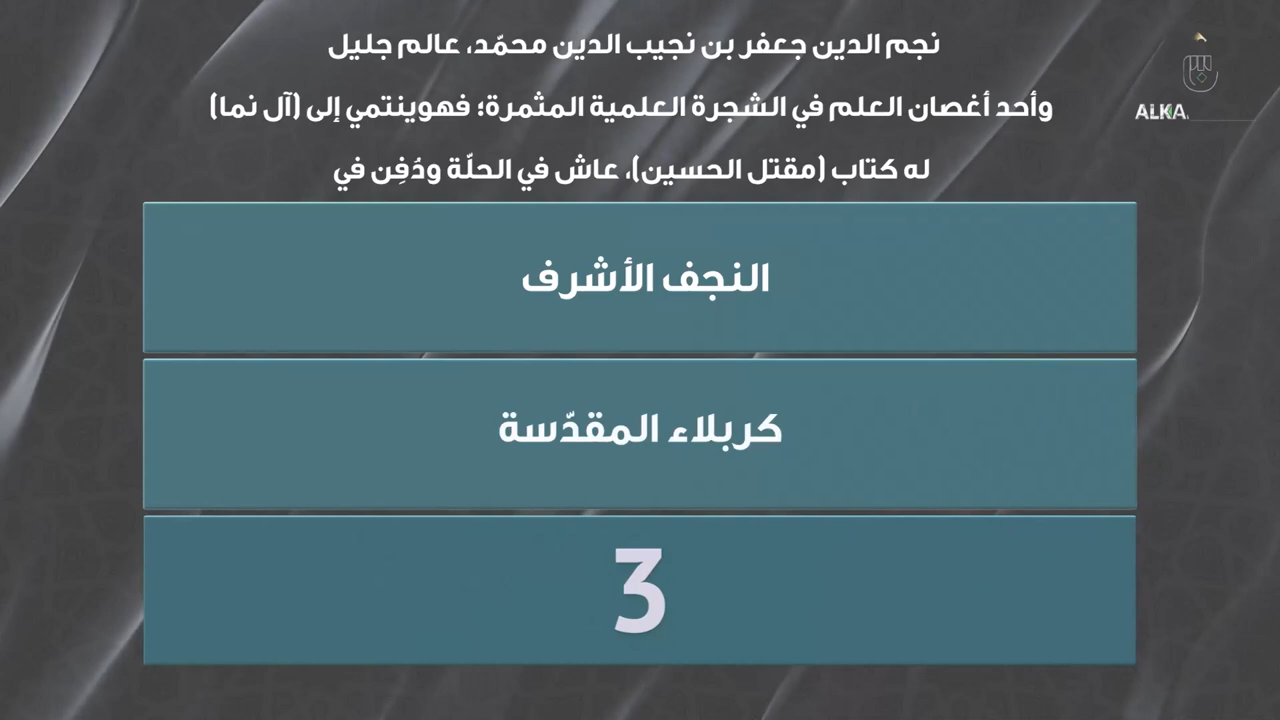 نجم الدين جعفر بن نجيب الدين محمّد، عالم جليل
وأحد أغصان العلم في الشجرة العلمية المثمرة؛ فهوينتمي إلى (آل نما)
له كتاب (مقتل الحسين)، عاش في الحلّة ودُفِن في
النجف الأشرف
كربلاء المقدّسة
3
ALKA